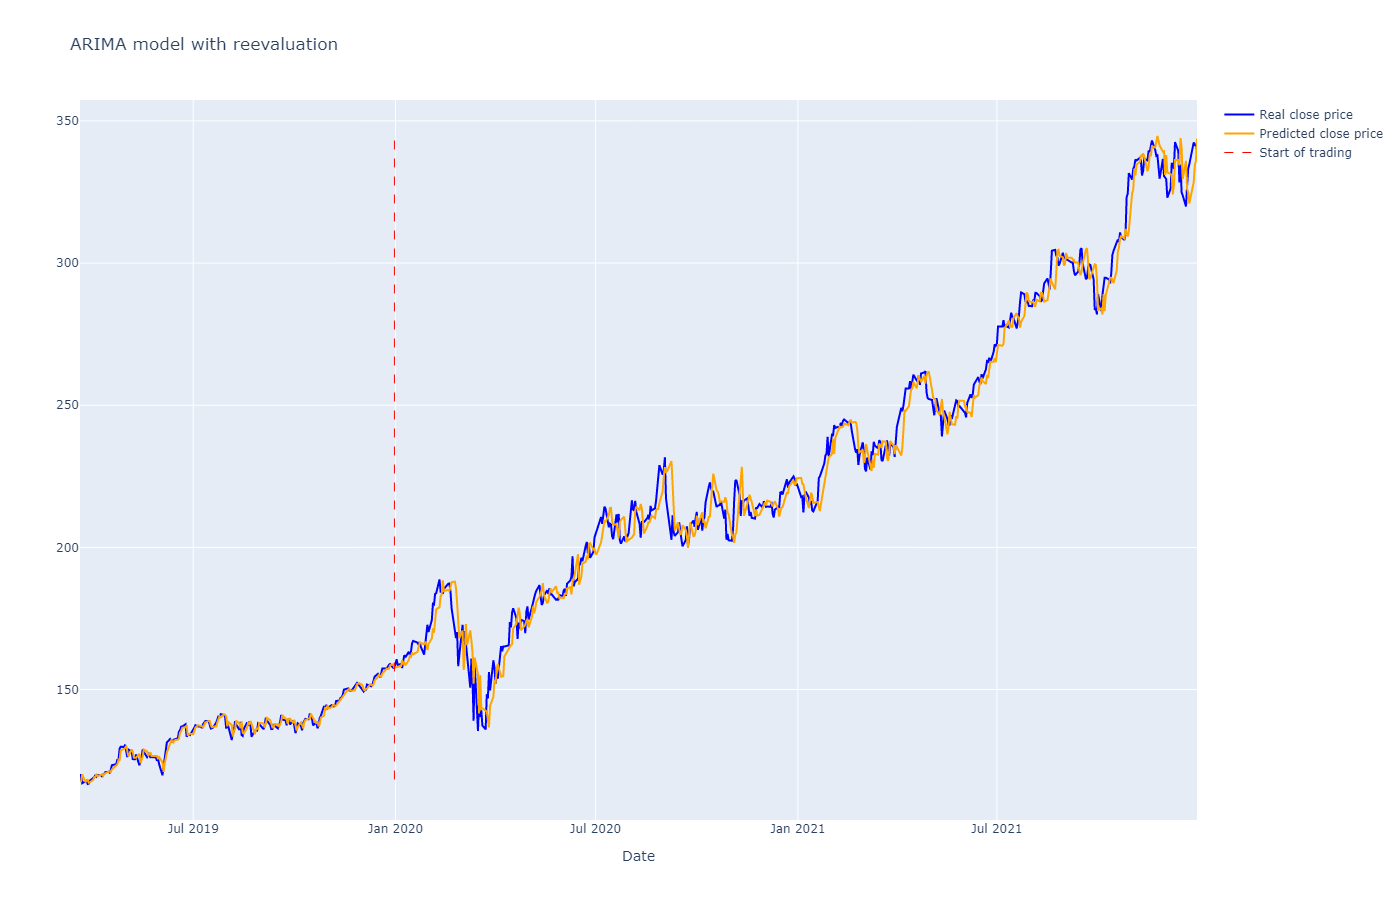 ARIMA model with reevaluation
350
300
250
200
150
Jul 2019
Jan 2020
Jul 2020
Jan 2021
Jul 2021
Date
Real close price
Predicted close price
Start of trading